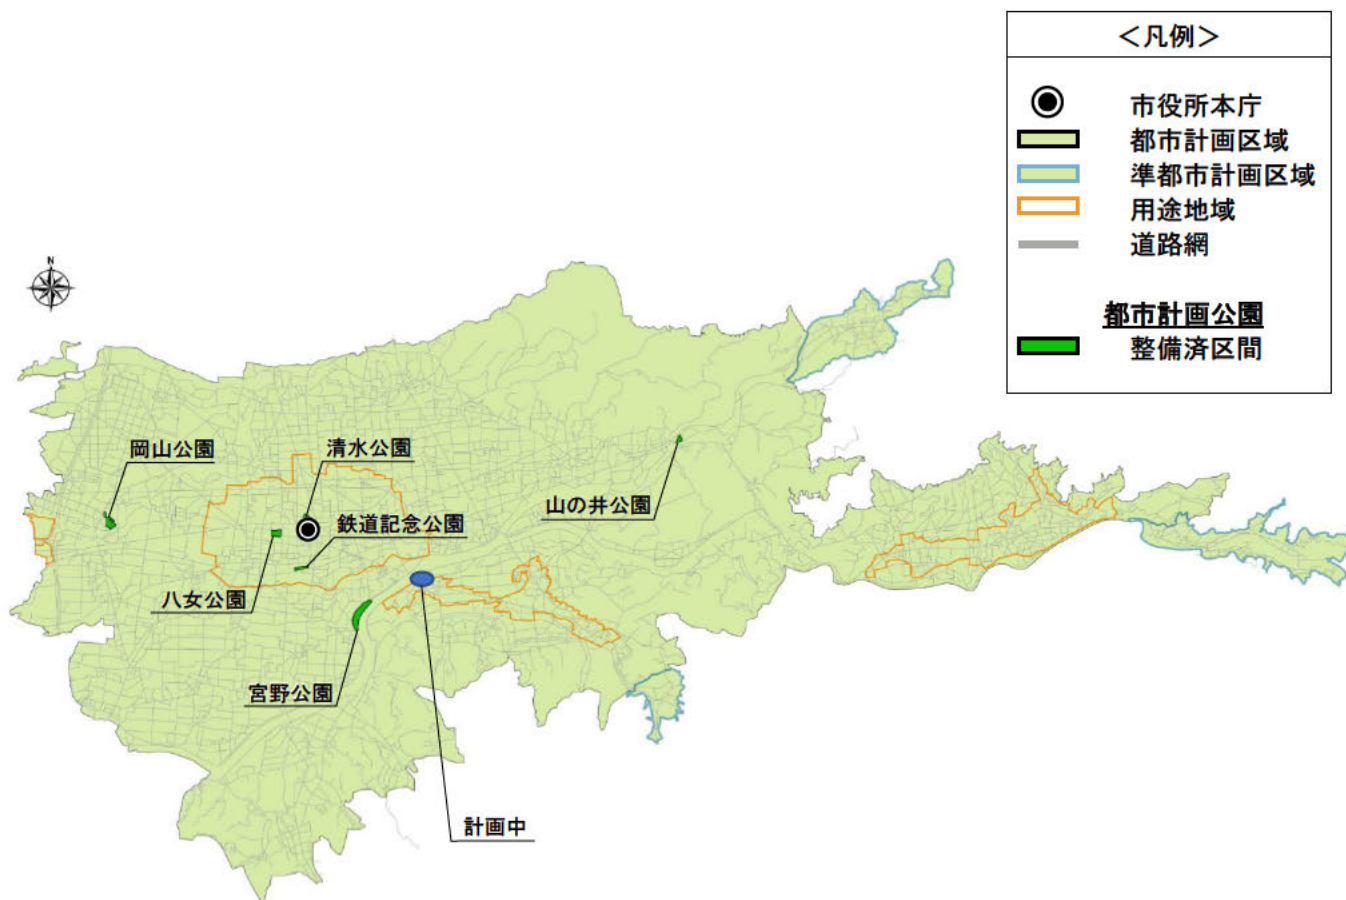 ＜凡例＞
市役所本庁
都市計画区域
準都市計画区域
用途地域
道路網
都市計画公園
整備済区間
N
岡山公園
清水公園
山の井公園
鉄道記念公園
八女公園
宮野公園
計画中